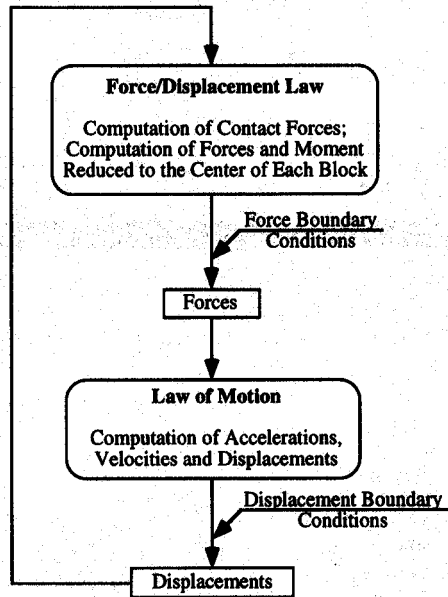 Force/Displacement Law
Computation of Contact Forces;
Computation of Forces and Moment
Reduced to the Center of Each Block
Force Boundary
Conditions
Forces
Law of Motion
Computation of Accelerations,
Velocities and Displacements
Displacement Boundary
Conditions
Displacements